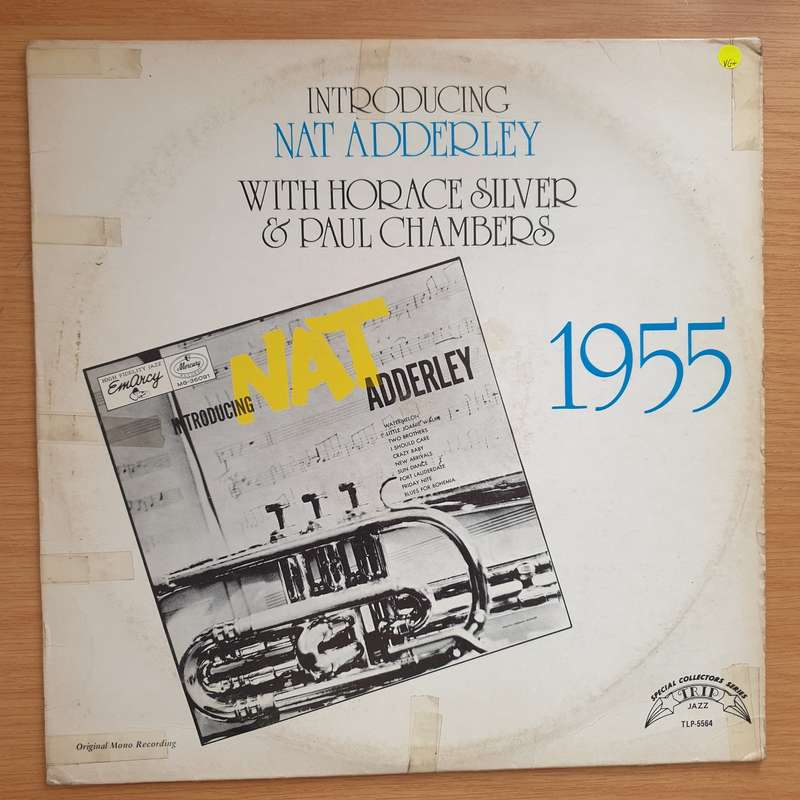 VG+
INTRODUCING
NAT ADDERLEY
WITH HORACE SILVER
& PAUL CHAMBERS
1955
HIGH FIDELITY JAZZ
EmArcy
Mercury
MG-36091
INTRODUCING
NAT
ADDERLEY
WATERMELON
LITTLE JOANIE WALKS
TWO BROTHERS
I SHOULD CARE
CRAZY BABY
NEW ARRIVALS
SUN DANCE
FORT LAUDERDALE
FRIDAY NITE
BLUES FOR BOHEMIA
SPECIAL COLLECTORS SERIES
TRIP
JAZZ
TLP-5564
Original Mono Recording